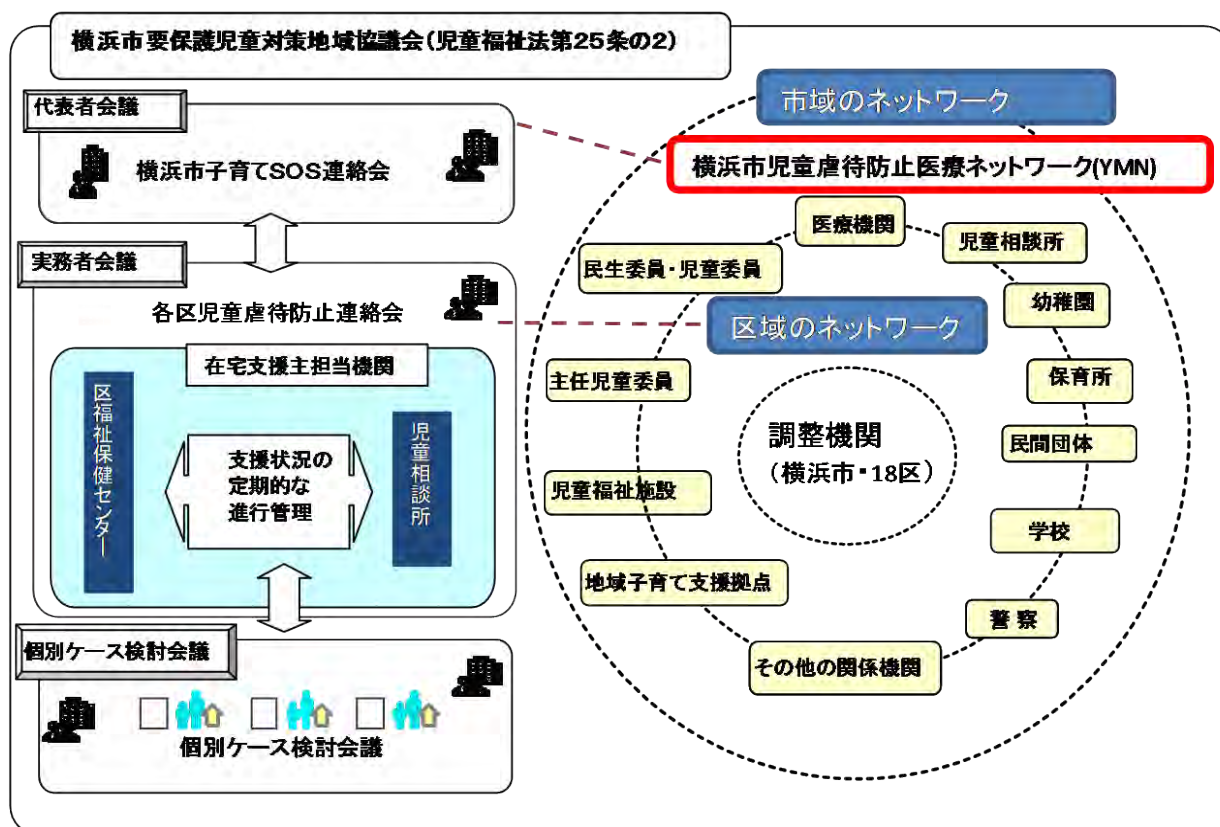 横浜市要保護児童対策地域協議会(児童福祉法第25条の2)
代表者会議
横浜市子育てSOS連絡会
実務者会議
各区児童虐待防止連絡会
在宅支援主担当機関
区福祉保健センター
支援状況の
定期的な
進行管理
児童相談所
個別ケース検討会議
個別ケース検討会議
市域のネットワーク
横浜市児童虐待防止医療ネットワーク(YMN)
医療機関
児童相談所
民生委員・児童委員
幼稚園
区域のネットワーク
主任児童委員
保育所
調整機関
(横浜市・18区)
民間団体
児童福祉施設
学校
地域子育て支援拠点
警察
その他の関係機関